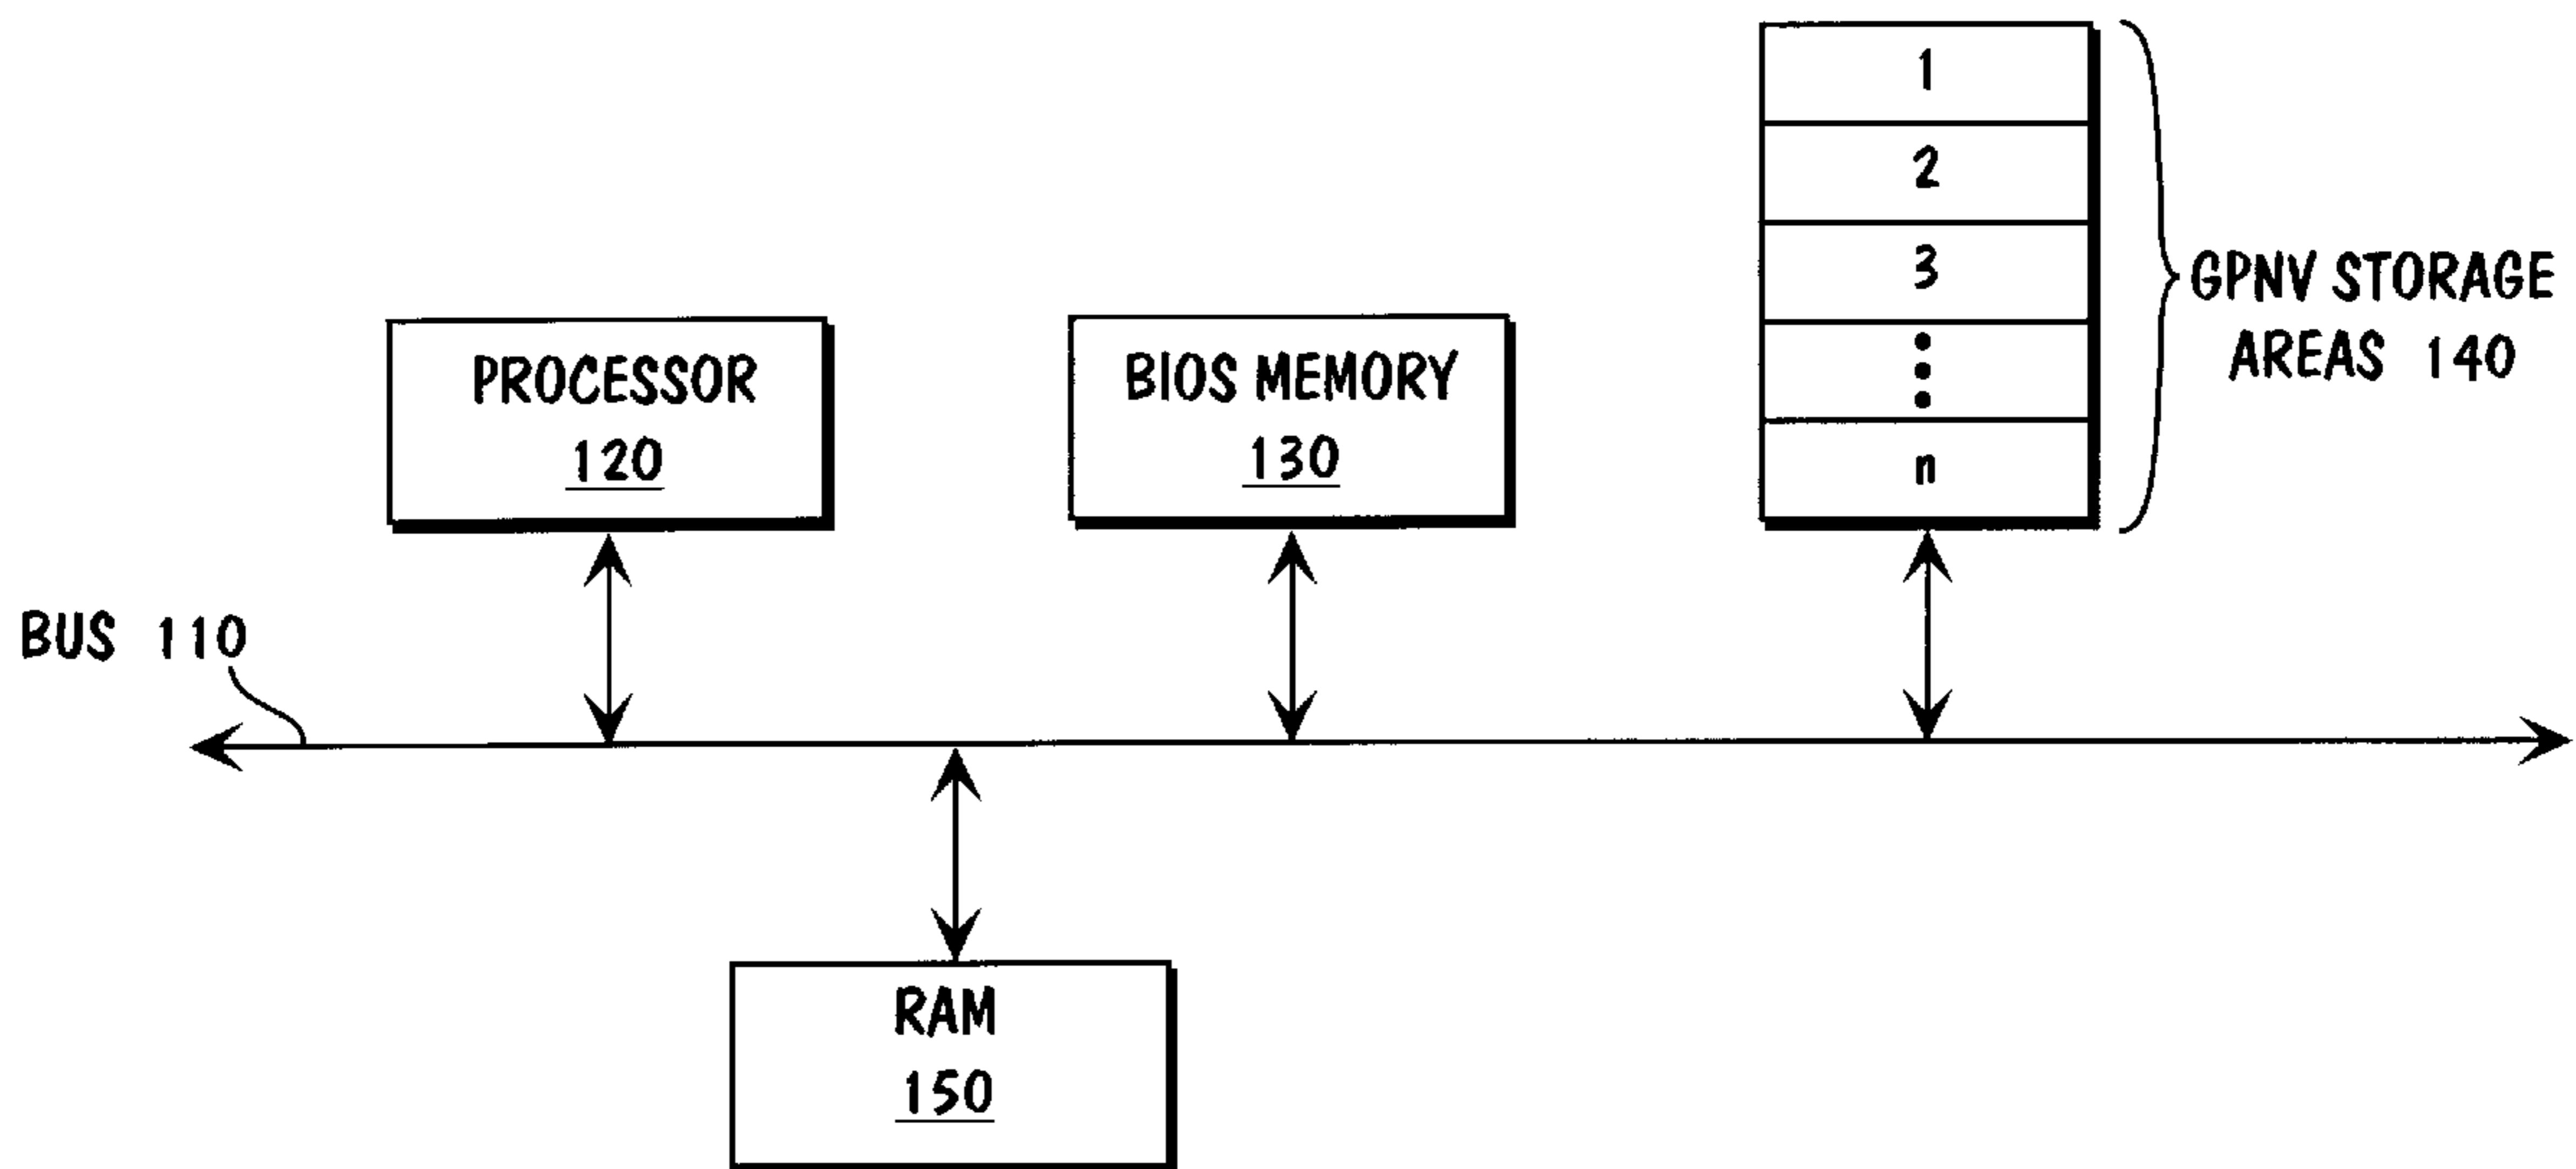 1
2
3
n
GPNV STORAGE
AREAS 140
PROCESSOR
120
BIOS MEMORY
130
BUS 110
RAM
150